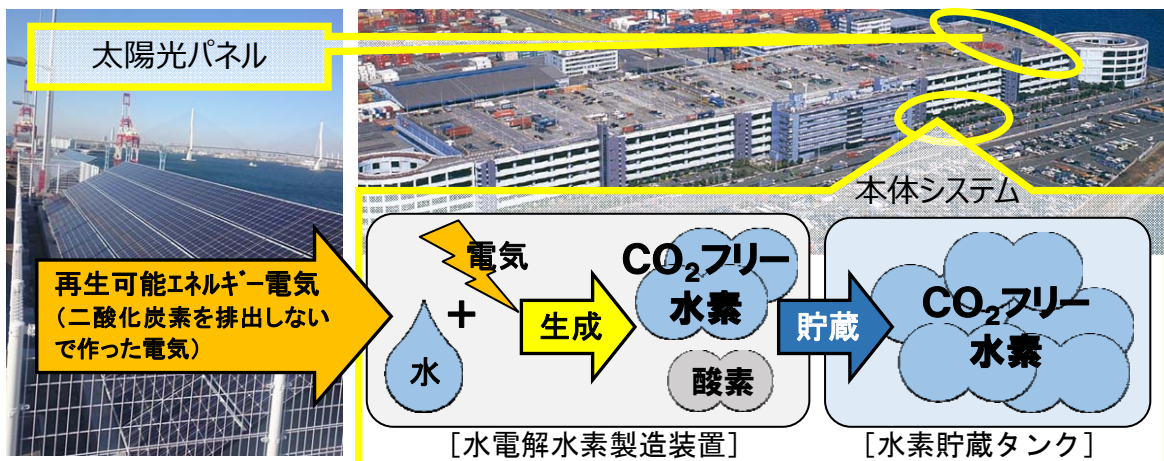 太陽光パネル
本体システム
再生可能ｴﾈﾙｷﾞｰ電気
（二酸化炭素を排出しない
で作った電気）
電気
+
水
生成
CO₂フリー
水素
酸素
貯蔵
CO₂フリー
水素
［水電解水素製造装置］
［水素貯蔵タンク］